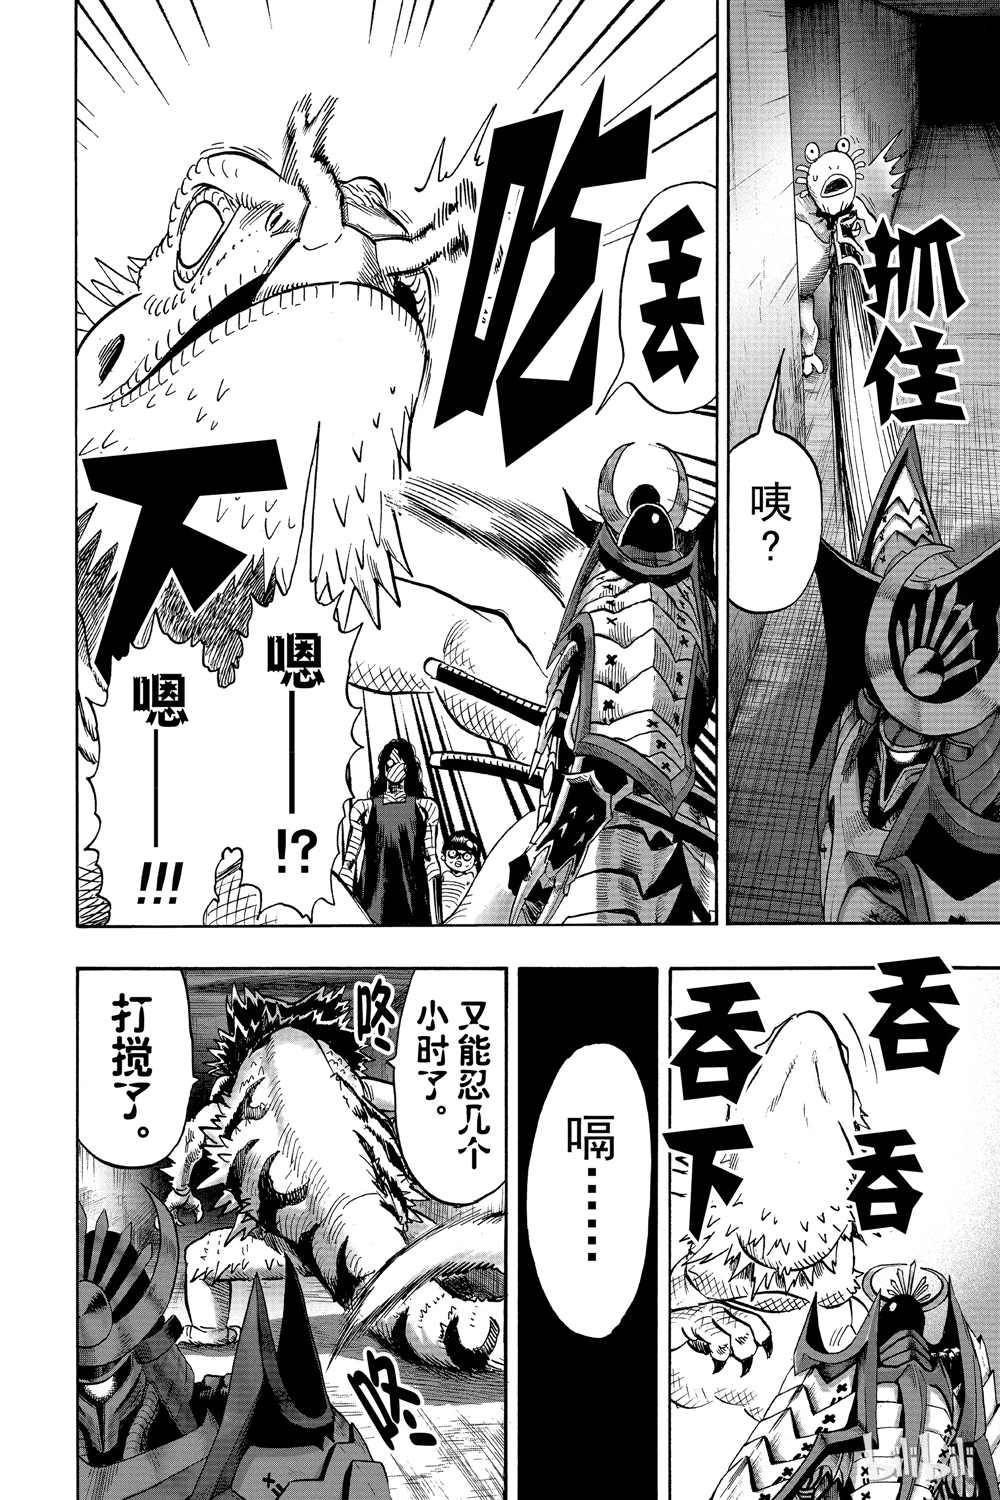 抓住
咦？
丢
吃下
嗯——!?
嗯——!!!
吞
吞
吞下
嗝……
又能忍几个
小时了。
咚
咚
打搅了。
bilibili